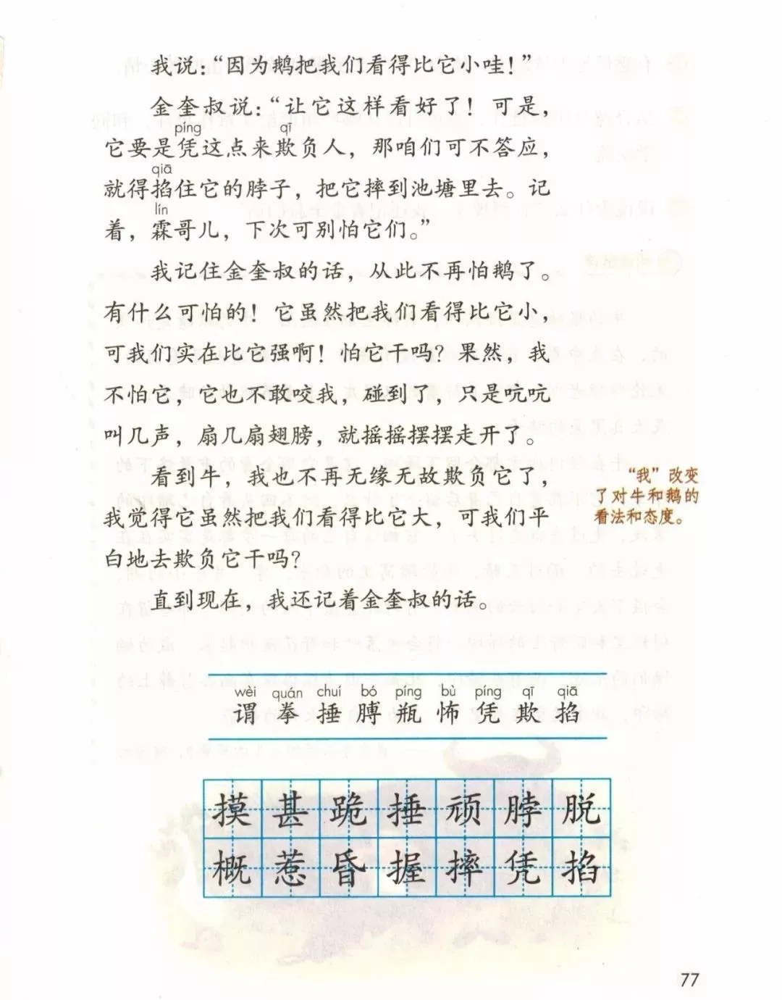 我说：“因为鹅把我们看得比它小哇！”
金奎叔说：“让它这样看好了！可是，
píng qī
它要是凭这点来欺负人，那咱们可不答应，
qiā
就得掐住它的脖子，把它摔到池塘里去。记
lín
着，霖哥儿，下次可别怕它们。”
我记住金奎叔的话，从此不再怕鹅了。
有什么可怕的！它虽然把我们看得比它小，
可我们实在比它强啊！怕它干吗？果然，我
不怕它，它也不敢咬我，碰到了，只是吭吭
叫几声，扇几扇翅膀，就摇摇摆摆走开了。
看到牛，我也不再无缘无故欺负它了，
我觉得它虽然把我们看得比它大，可我们平
白地去欺负它干吗？
直到现在，我还记着金奎叔的话。
“我”改变
了对牛和鹅的
看法和态度。
wèi quán chuí bó píng bù píng qī qiā
谓 拳 捶 膊 瓶 怖 凭 欺 掐
摸 甚 跪 捶 顽 脖 脱
概 惹 昏 握 摔 凭 掐
77